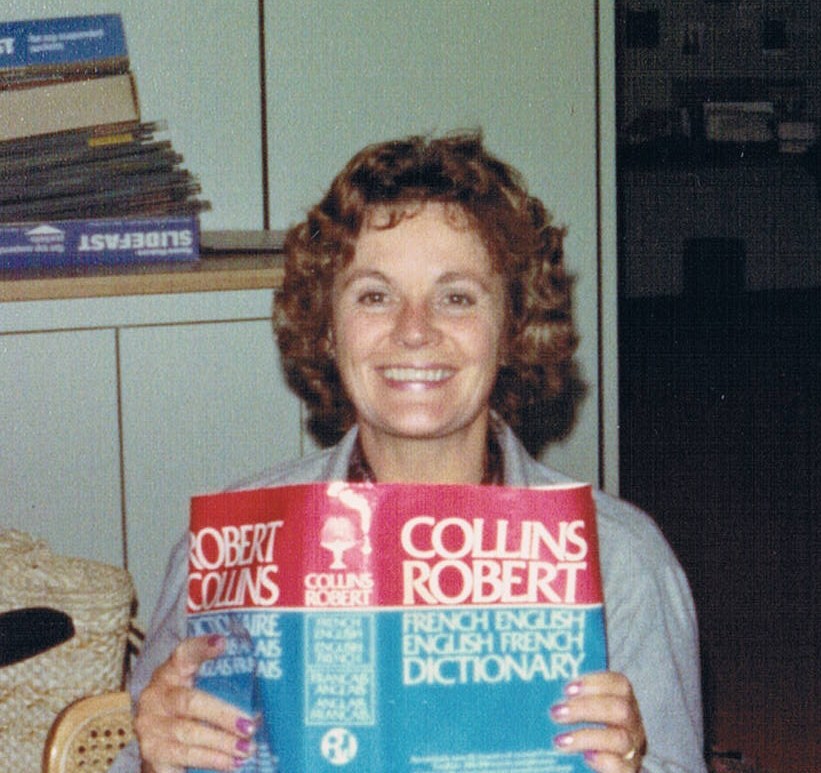 SLIDEFAST
ROBERT
COLLINS
COLLINS
ROBERT
FRENCH
ENGLISH
ENGLISH
FRENCH
FRANÇAIS
ANGLAIS
ANGLAIS
FRANÇAIS
COLLINS
ROBERT
FRENCH ENGLISH
ENGLISH FRENCH
DICTIONARY